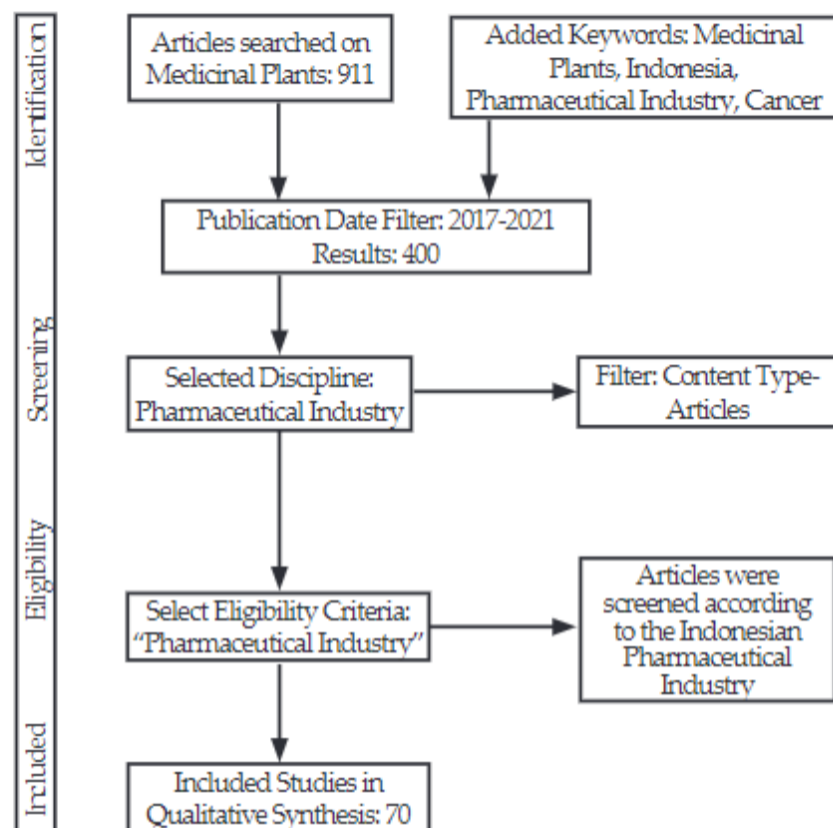 Identification
Articles searched on
Medicinal Plants: 911
Added Keywords: Medicinal
Plants, Indonesia,
Pharmaceutical Industry, Cancer
Publication Date Filter: 2017-2021
Results: 400
Screening
Selected Discipline:
Pharmaceutical Industry
Filter: Content Type-
Articles
Eligibility
Select Eligibility Criteria:
“Pharmaceutical Industry”
Articles were
screened according
to the Indonesian
Pharmaceutical
Industry
Included
Included Studies in
Qualitative Synthesis: 70